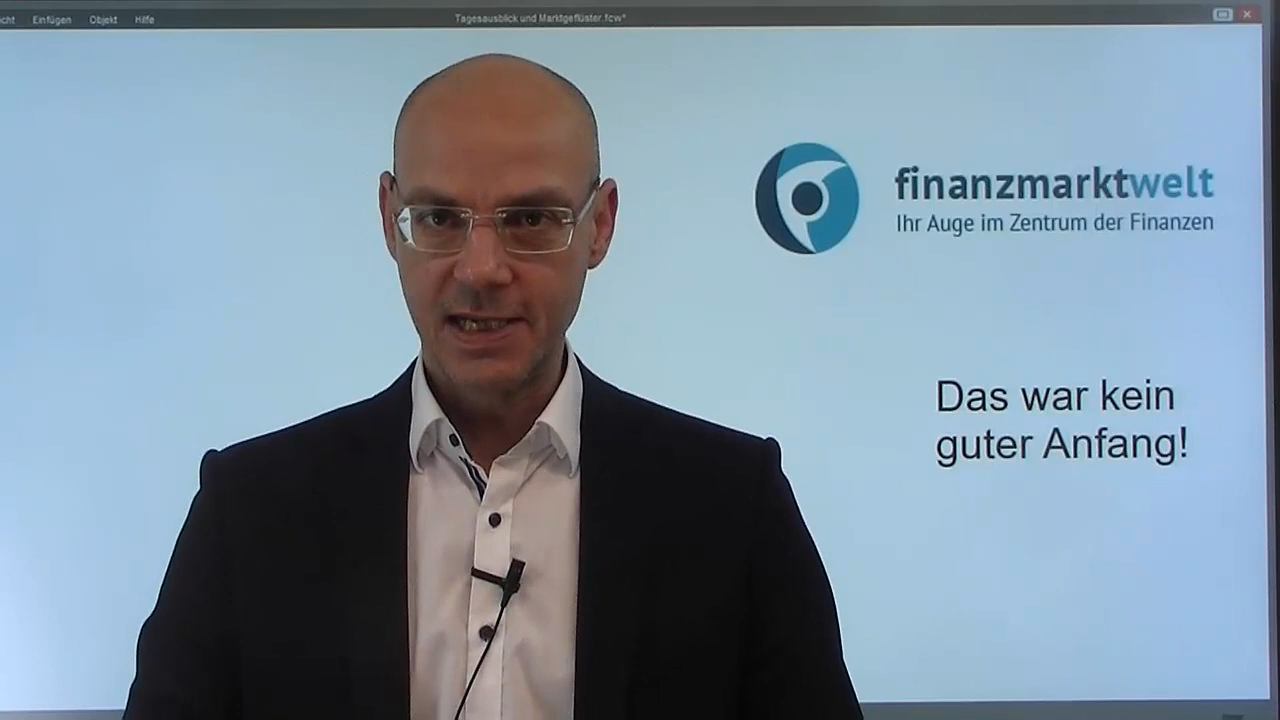 Einfügen Objekt Hilfe Tagesausblick und Marktgeflüster.fcw*
finanzmarktwelt
Ihr Auge im Zentrum der Finanzen
Das war kein
guter Anfang!